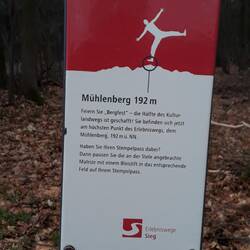 Mühlenberg 192 m
Feiern Sie „Bergfest“ – die Hälfte des Kultur-
landwegs ist geschafft! Sie befinden sich jetzt
am höchsten Punkt des Erlebniswegs, dem
Mühlenberg, 192 m ü. NN.
Haben Sie Ihren Stempelpass dabei?
Dann pausen Sie die an der Stele angebrachte
Matrize mit einem Bleistift in das entsprechende
Feld auf Ihrem Stempelpass.
Erlebniswege
Sieg